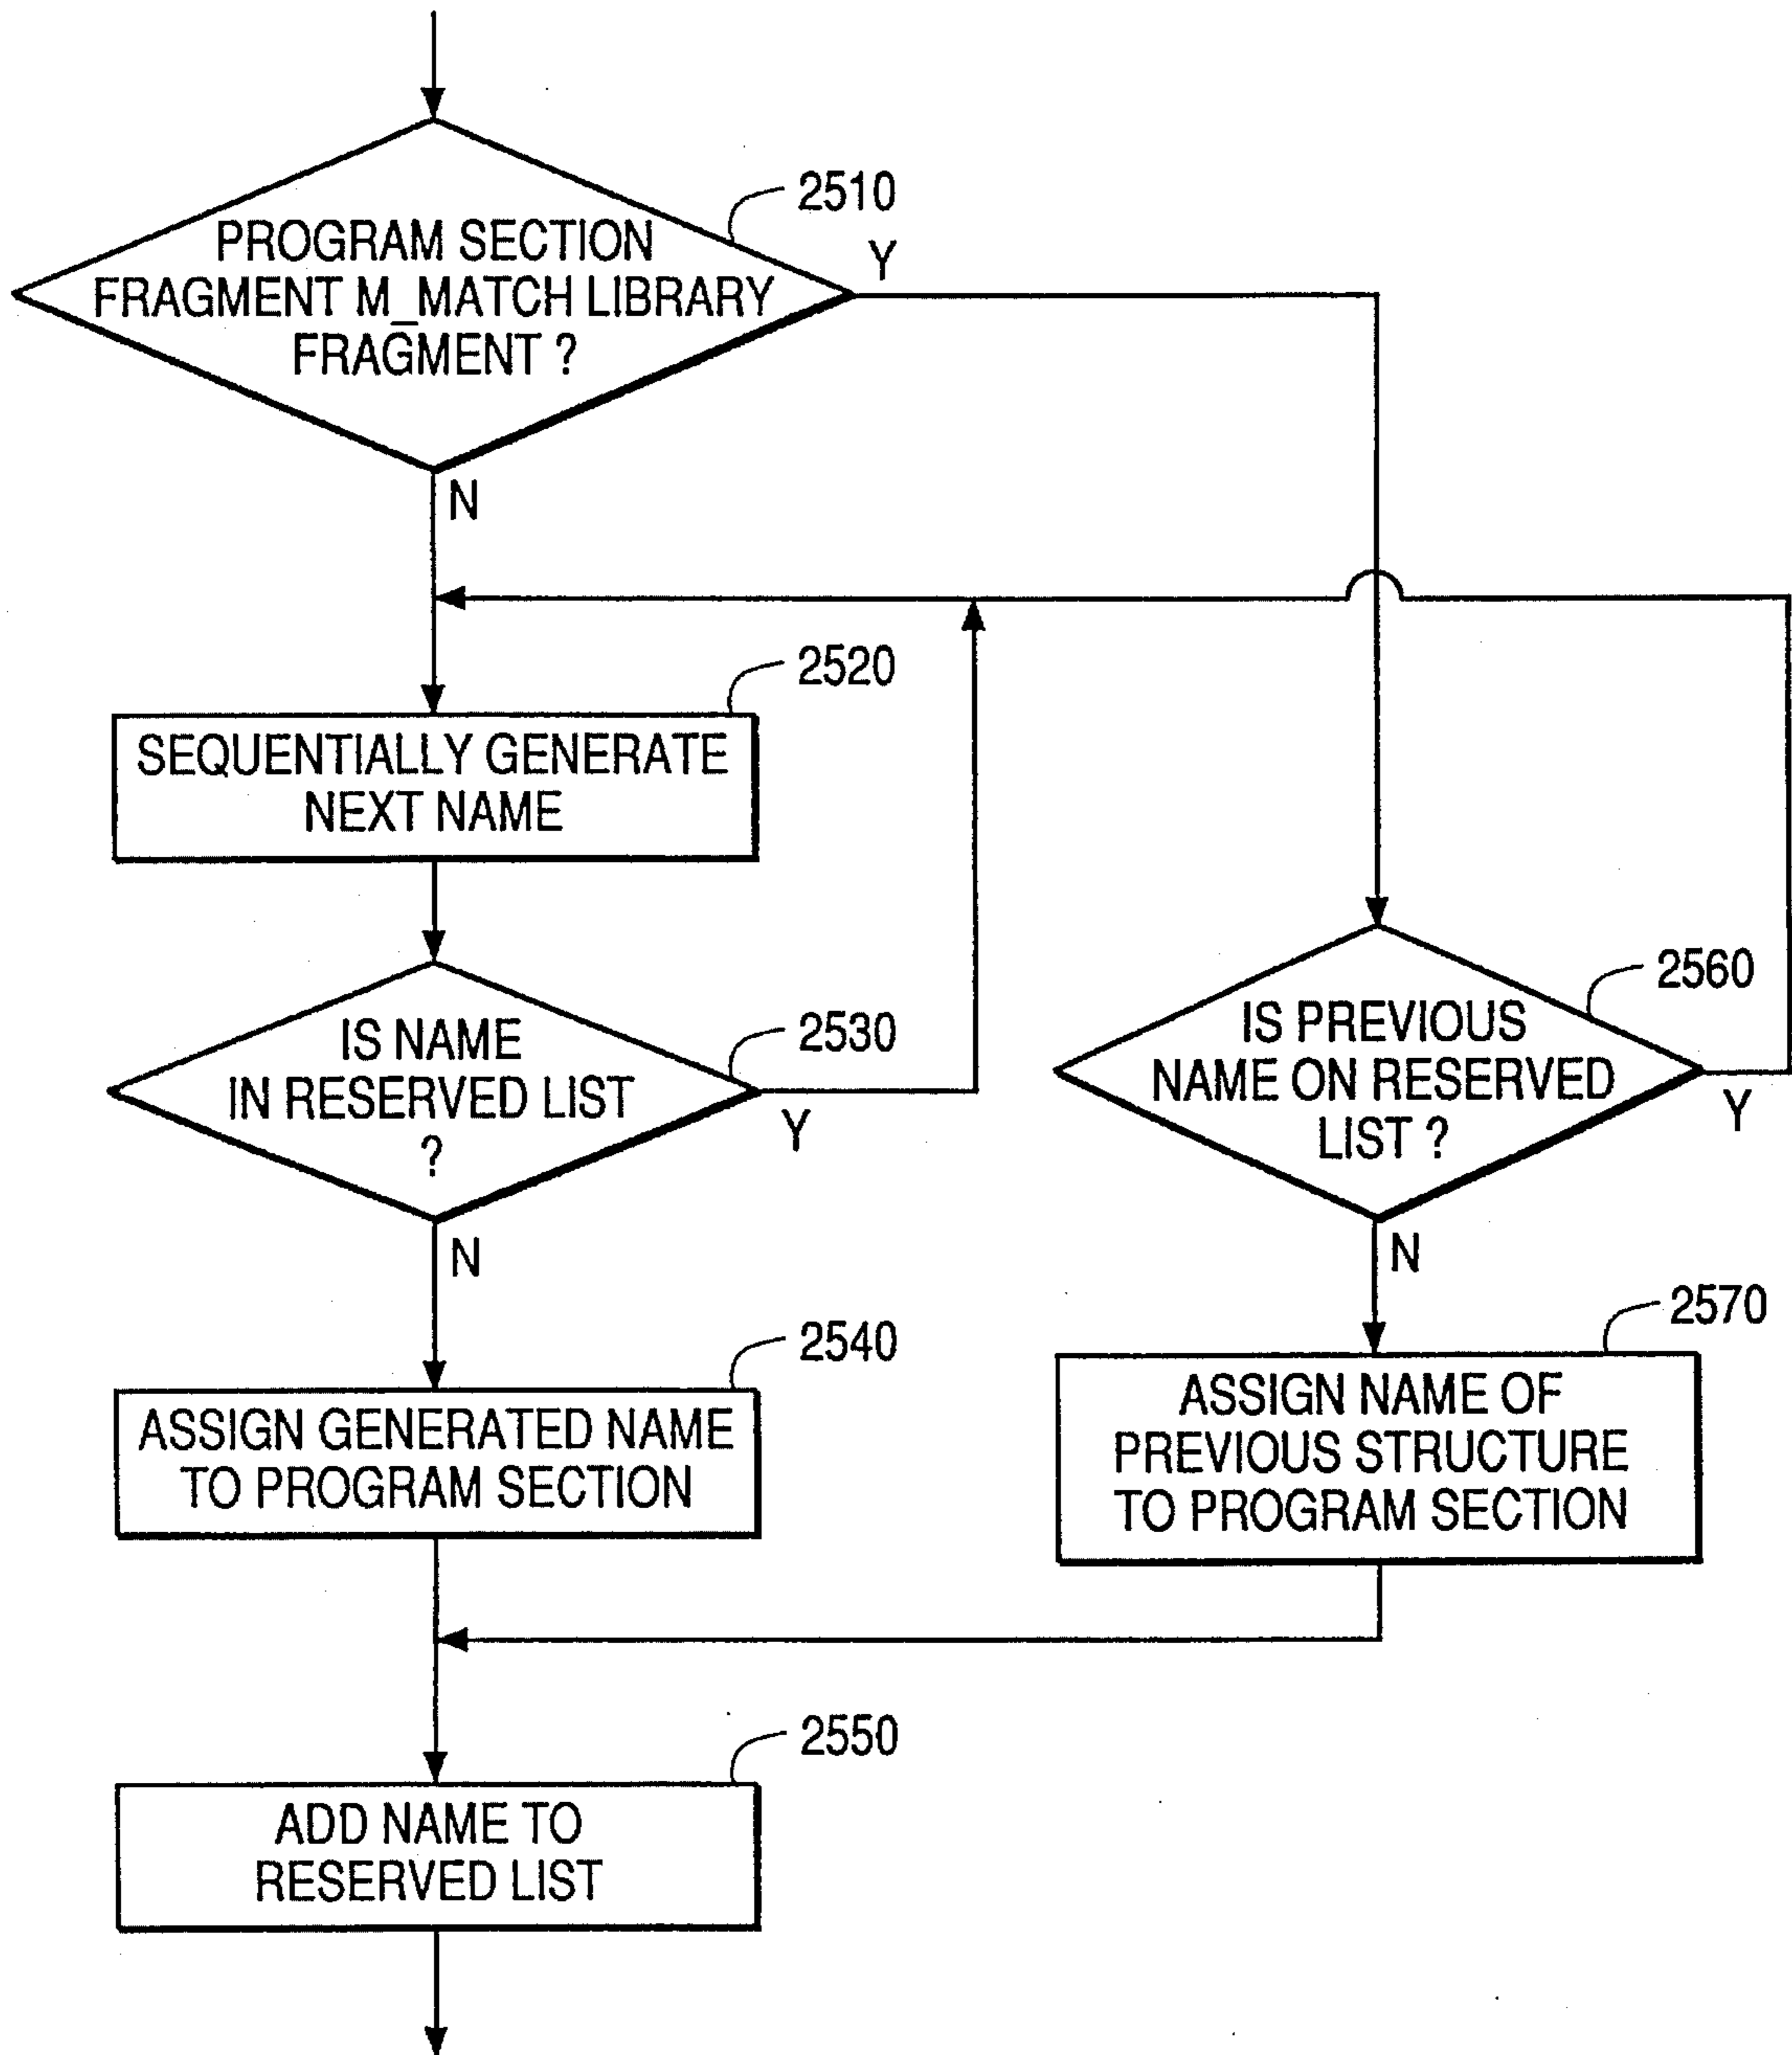 2510
PROGRAM SECTION
FRAGMENT M_MATCH LIBRARY
FRAGMENT ?
Y
N
2520
SEQUENTIALLY GENERATE
NEXT NAME
2530
IS NAME
IN RESERVED LIST
?
Y
N
2560
IS PREVIOUS
NAME ON RESERVED
LIST ?
Y
N
2540
ASSIGN GENERATED NAME
TO PROGRAM SECTION
2570
ASSIGN NAME OF
PREVIOUS STRUCTURE
TO PROGRAM SECTION
2550
ADD NAME TO
RESERVED LIST